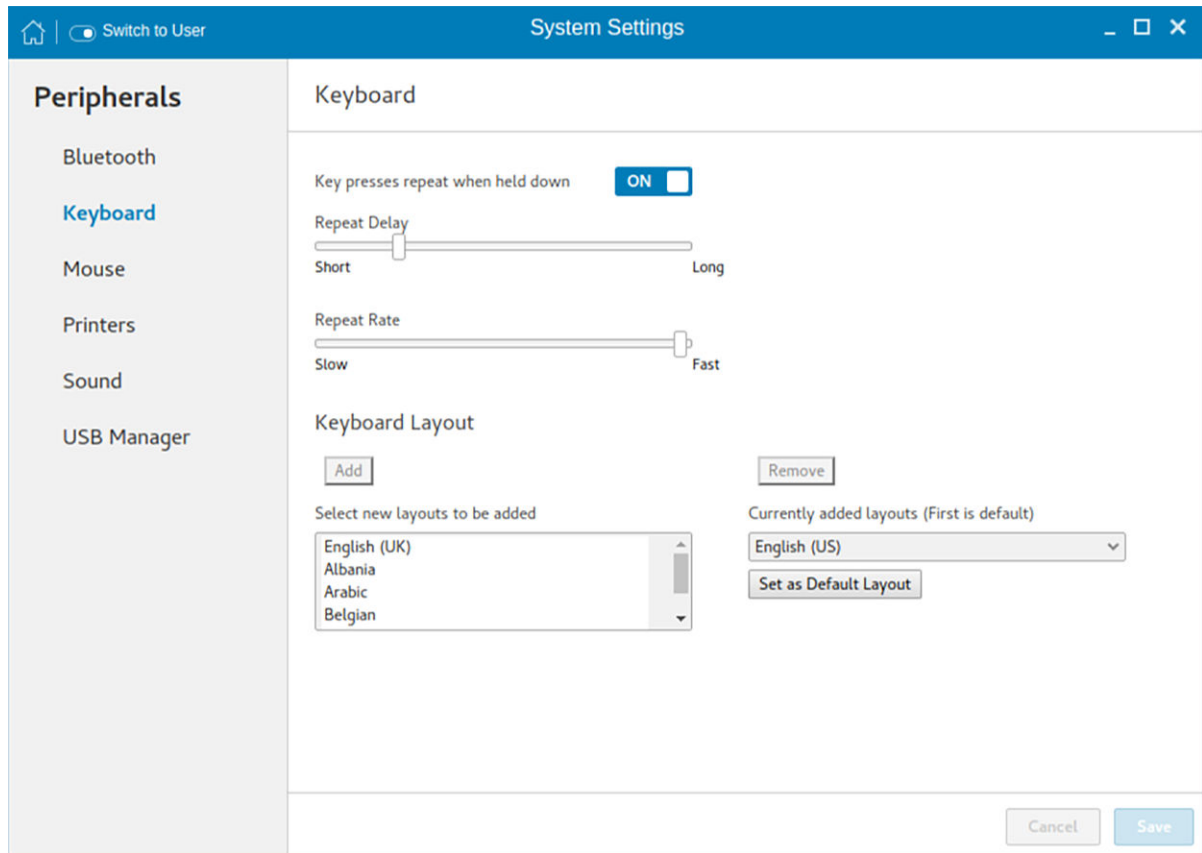 Switch to User
System Settings
Peripherals
Bluetooth
Keyboard
Mouse
Printers
Sound
USB Manager
Keyboard
Key presses repeat when held down
ON
Repeat Delay
Short
Long
Repeat Rate
Slow
Fast
Keyboard Layout
Add
Remove
Select new layouts to be added
English (UK)
Albania
Arabic
Belgian
Currently added layouts (First is default)
English (US)
Set as Default Layout
Cancel
Save